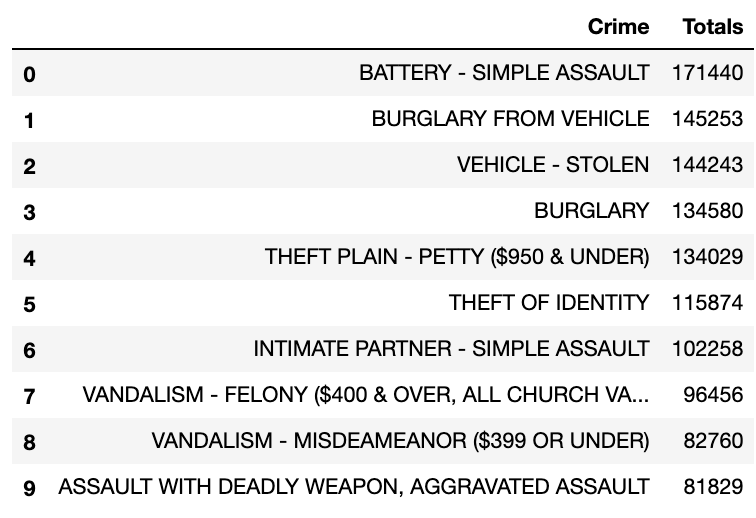 Crime Totals
0 BATTERY - SIMPLE ASSAULT 171440
1 BURGLARY FROM VEHICLE 145253
2 VEHICLE - STOLEN 144243
3 BURGLARY 134580
4 THEFT PLAIN - PETTY ($950 & UNDER) 134029
5 THEFT OF IDENTITY 115874
6 INTIMATE PARTNER - SIMPLE ASSAULT 102258
7 VANDALISM - FELONY ($400 & OVER, ALL CHURCH VA... 96456
8 VANDALISM - MISDEAMEANOR ($399 OR UNDER) 82760
9 ASSAULT WITH DEADLY WEAPON, AGGRAVATED ASSAULT 81829